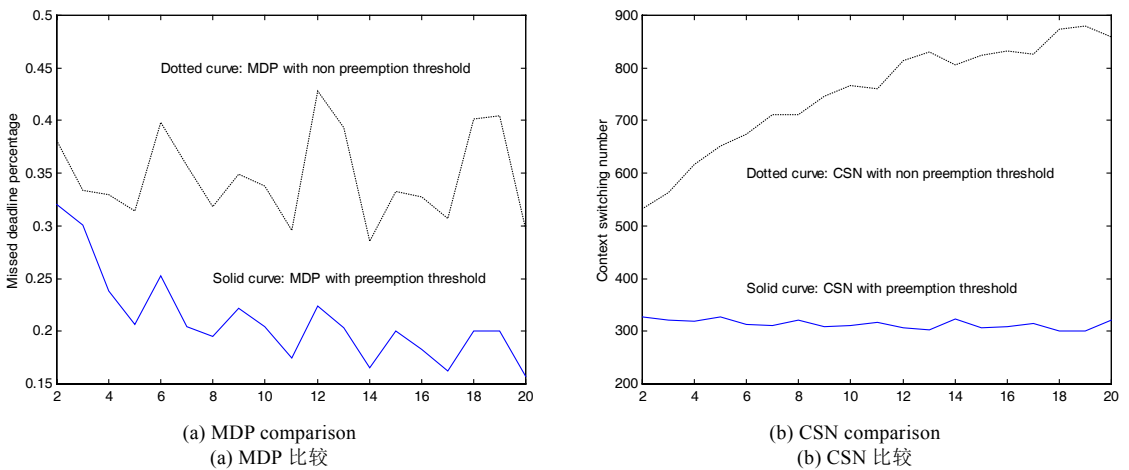 0.5
0.45
0.4
0.35
0.3
0.25
0.2
0.15
Missed deadline percentage
Dotted curve: MDP with non preemption threshold
Solid curve: MDP with preemption threshold
2 4 6 8 10 12 14 16 18 20
(a) MDP comparison
(a) MDP 比较
900
800
700
600
500
400
300
200
Context switching number
Dotted curve: CSN with non preemption threshold
Solid curve: CSN with preemption threshold
2 4 6 8 10 12 14 16 18 20
(b) CSN comparison
(b) CSN 比较